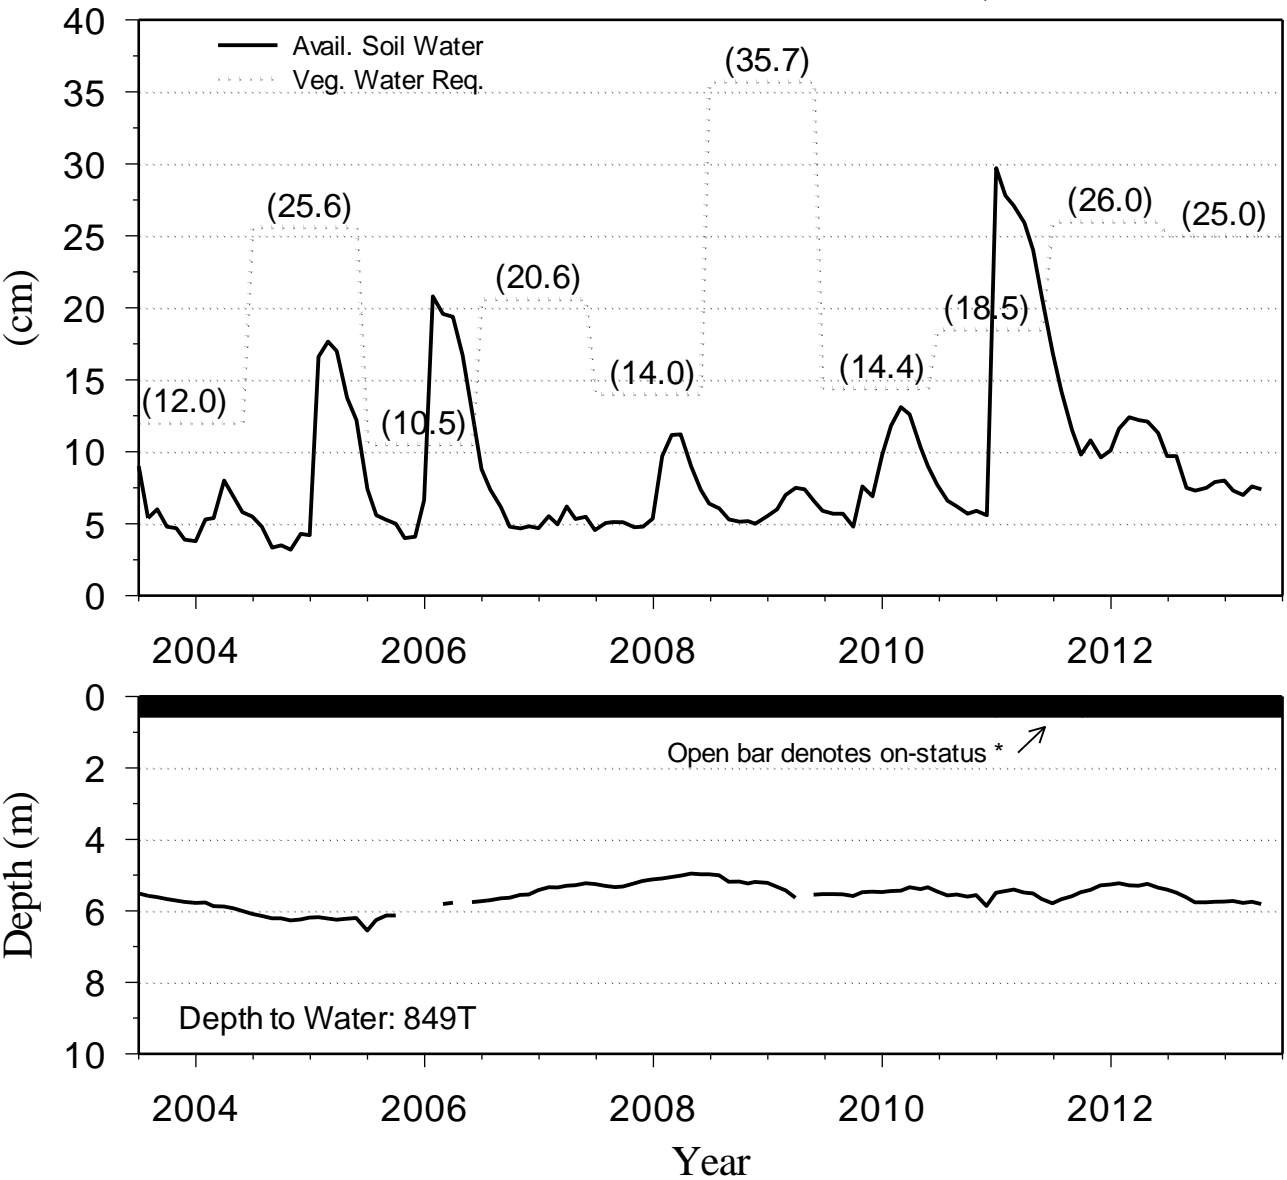 40
35
30
25
20
15
10
5
0
(cm)
Avail. Soil Water
Veg. Water Req.
(12.0)
(25.6)
(10.5)
(20.6)
(14.0)
(35.7)
(14.4)
(18.5)
(26.0)
(25.0)
2004 2006 2008 2010 2012
0
2
4
6
8
10
Depth (m)
Open bar denotes on-status *
Depth to Water: 849T
2004 2006 2008 2010 2012
Year